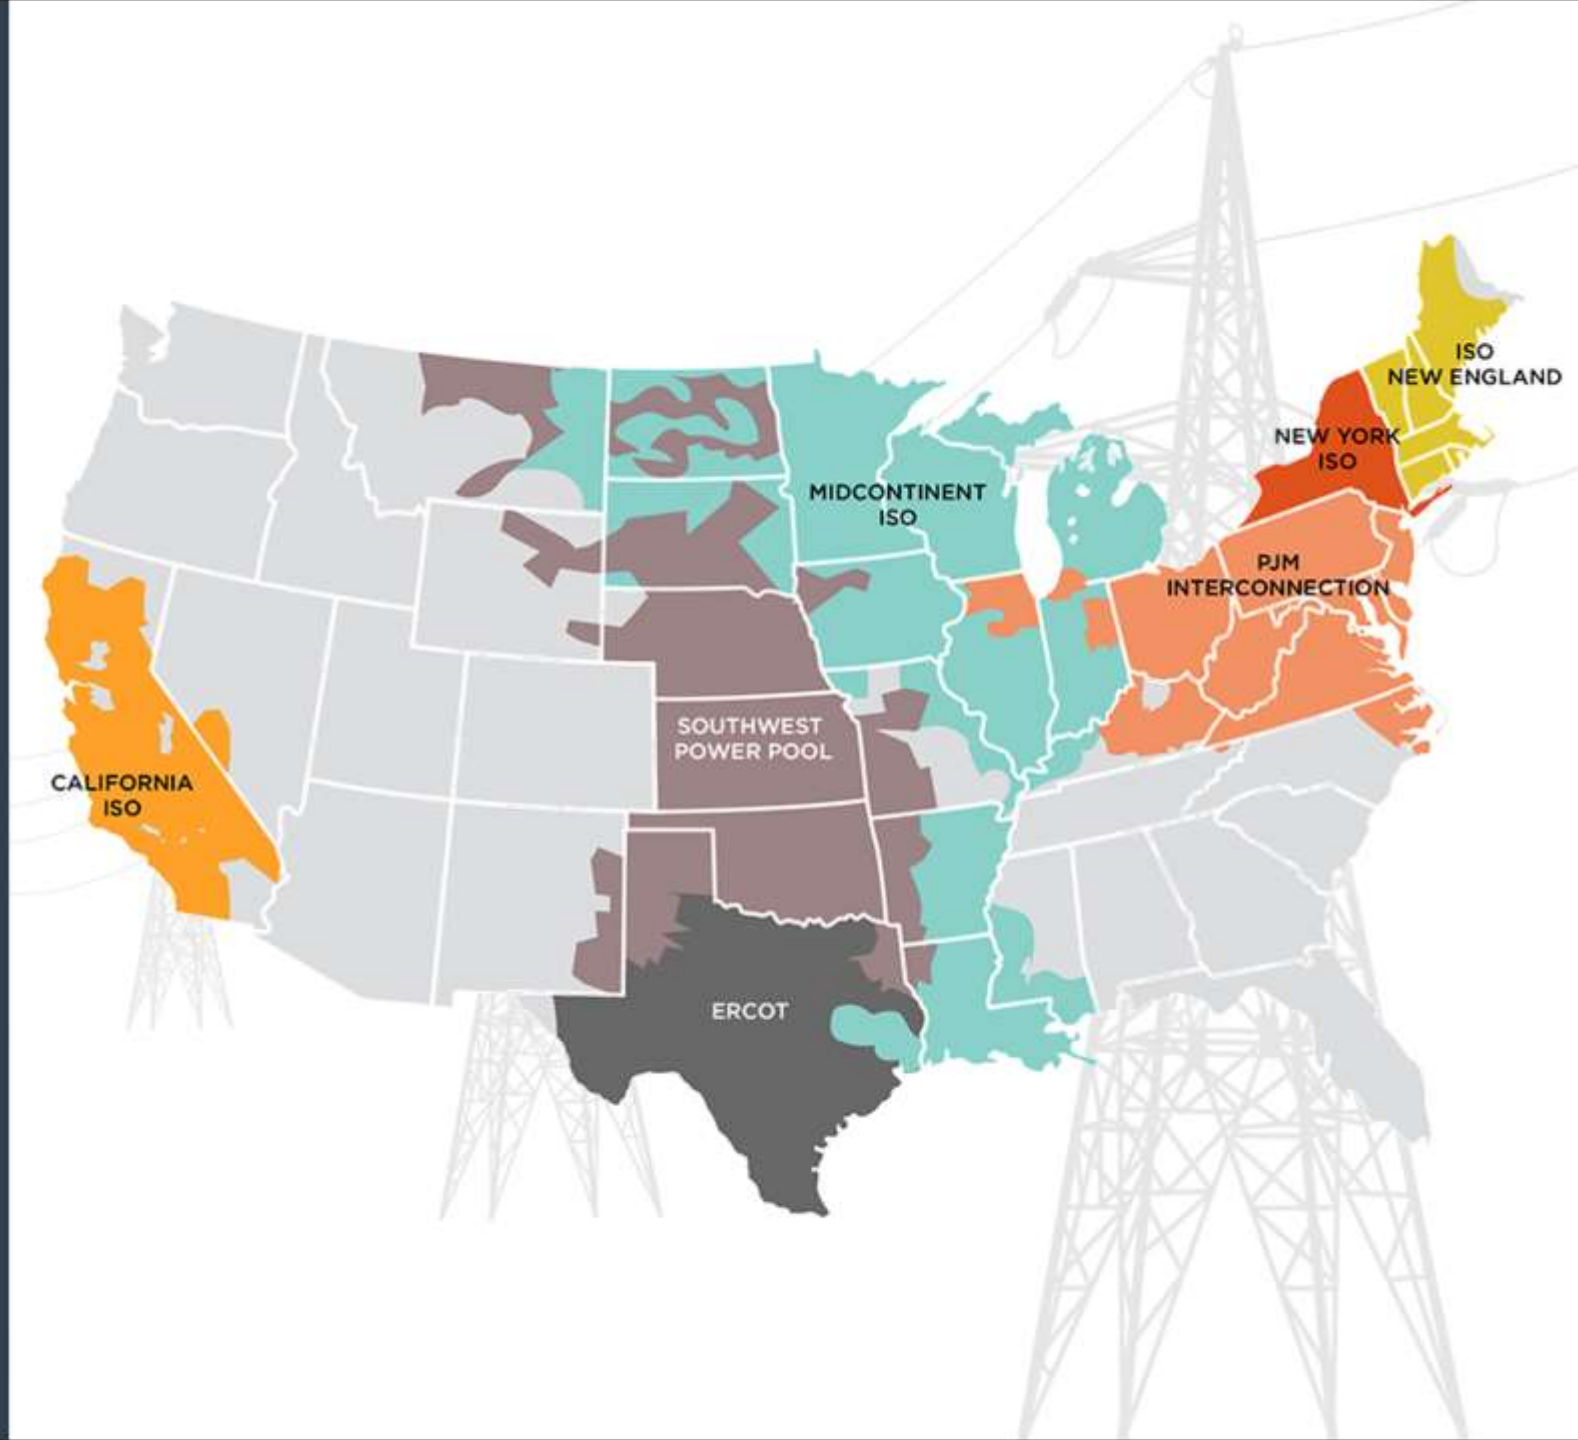 ISO
NEW ENGLAND
NEW YORK
ISO
MIDCONTINENT
ISO
PJM
INTERCONNECTION
SOUTHWEST
POWER POOL
CALIFORNIA
ISO
ERCOT